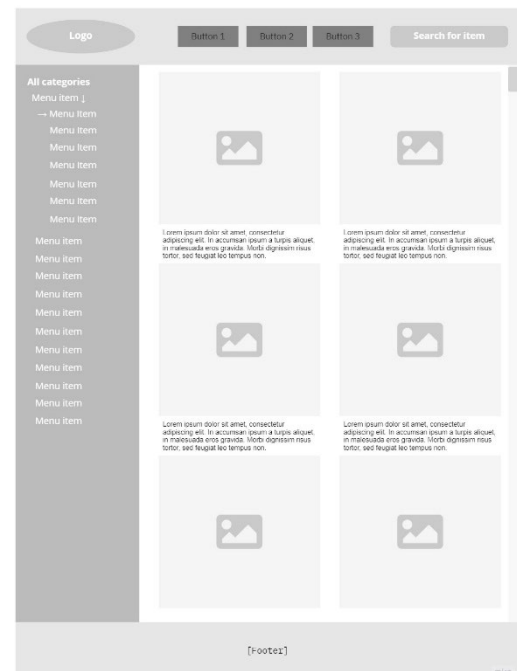 Logo
Button 1
Button 2
Button 3
Search for item
All categories
Menu item ↓
→ Menu Item
Menu Item
Menu Item
Menu Item
Menu Item
Menu Item
Menu Item
Menu item
Menu item
Menu item
Menu item
Menu item
Menu item
Menu item
Menu item
Menu item
Menu item
Menu item
Lorem ipsum dolor sit amet, consectetur
adipiscing elit. In accumsan ipsum a turpis aliquet,
in malesuada eros gravida. Morbi dignissim risus
tortor, sed feugiat leo tempus non.
Lorem ipsum dolor sit amet, consectetur
adipiscing elit. In accumsan ipsum a turpis aliquet,
in malesuada eros gravida. Morbi dignissim risus
tortor, sed feugiat leo tempus non.
Lorem ipsum dolor sit amet, consectetur
adipiscing elit. In accumsan ipsum a turpis aliquet,
in malesuada eros gravida. Morbi dignissim risus
tortor, sed feugiat leo tempus non.
Lorem ipsum dolor sit amet, consectetur
adipiscing elit. In accumsan ipsum a turpis aliquet,
in malesuada eros gravida. Morbi dignissim risus
tortor, sed feugiat leo tempus non.
[Footer]